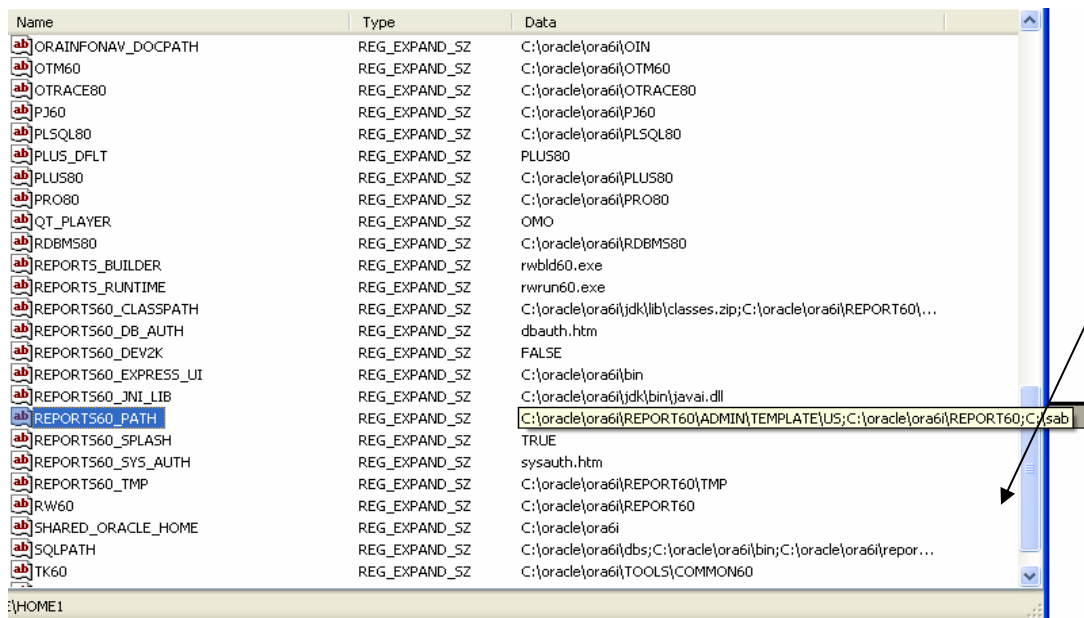 Name Type Data
ORAINFONAV_DOCPATH REG_EXPAND_SZ C:\oracle\ora6i\OIN
OTM60 REG_EXPAND_SZ C:\oracle\ora6i\OTM60
OTRACE80 REG_EXPAND_SZ C:\oracle\ora6i\OTRACE80
PJ60 REG_EXPAND_SZ C:\oracle\ora6i\PJ60
PLSQL80 REG_EXPAND_SZ C:\oracle\ora6i\PLSQL80
PLUS_DFLT REG_EXPAND_SZ PLUS80
PLUS80 REG_EXPAND_SZ C:\oracle\ora6i\PLUS80
PRO80 REG_EXPAND_SZ C:\oracle\ora6i\PRO80
QT_PLAYER REG_EXPAND_SZ OMO
RDBMS80 REG_EXPAND_SZ C:\oracle\ora6i\RDBMS80
REPORTS_BUILDER REG_EXPAND_SZ rwbld60.exe
REPORTS_RUNTIME REG_EXPAND_SZ rwrun60.exe
REPORTS60_CLASSPATH REG_EXPAND_SZ C:\oracle\ora6i\jdk\lib\classes.zip;C:\oracle\ora6i\REPORT60\...
REPORTS60_DB_AUTH REG_EXPAND_SZ dbauth.htm
REPORTS60_DEV2K REG_EXPAND_SZ FALSE
REPORTS60_EXPRESS_UI REG_EXPAND_SZ C:\oracle\ora6i\bin
REPORTS60_JNI_LIB REG_EXPAND_SZ C:\oracle\ora6i\jdk\bin\javai.dll
REPORTS60_PATH REG_EXPAND_SZ C:\oracle\ora6i\REPORT60\ADMIN\TEMPLATE\US;C:\oracle\ora6i\REPORT60;C:\sab
REPORTS60_SPLASH REG_EXPAND_SZ TRUE
REPORTS60_SYS_AUTH REG_EXPAND_SZ sysauth.htm
REPORTS60_TMP REG_EXPAND_SZ C:\oracle\ora6i\REPORT60\TMP
RW60 REG_EXPAND_SZ C:\oracle\ora6i\REPORT60
SHARED_ORACLE_HOME REG_EXPAND_SZ C:\oracle\ora6i
SQLPATH REG_EXPAND_SZ C:\oracle\ora6i\dbs;C:\oracle\ora6i\bin;C:\oracle\ora6i\repor...
TK60 REG_EXPAND_SZ C:\oracle\ora6i\TOOLS\COMMON60
E\HOME1